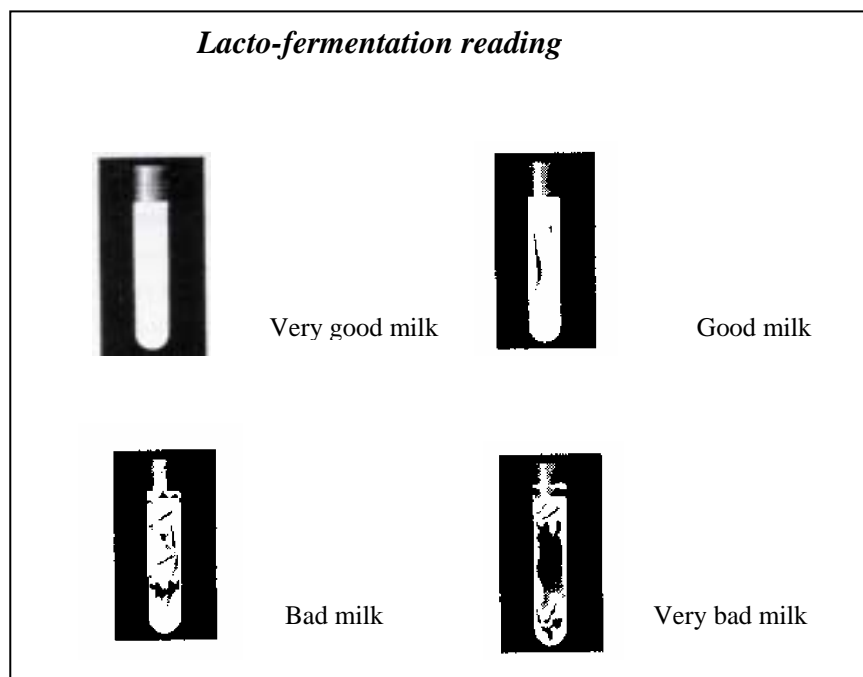 Lacto-fermentation reading
Very good milk
Good milk
Bad milk
Very bad milk